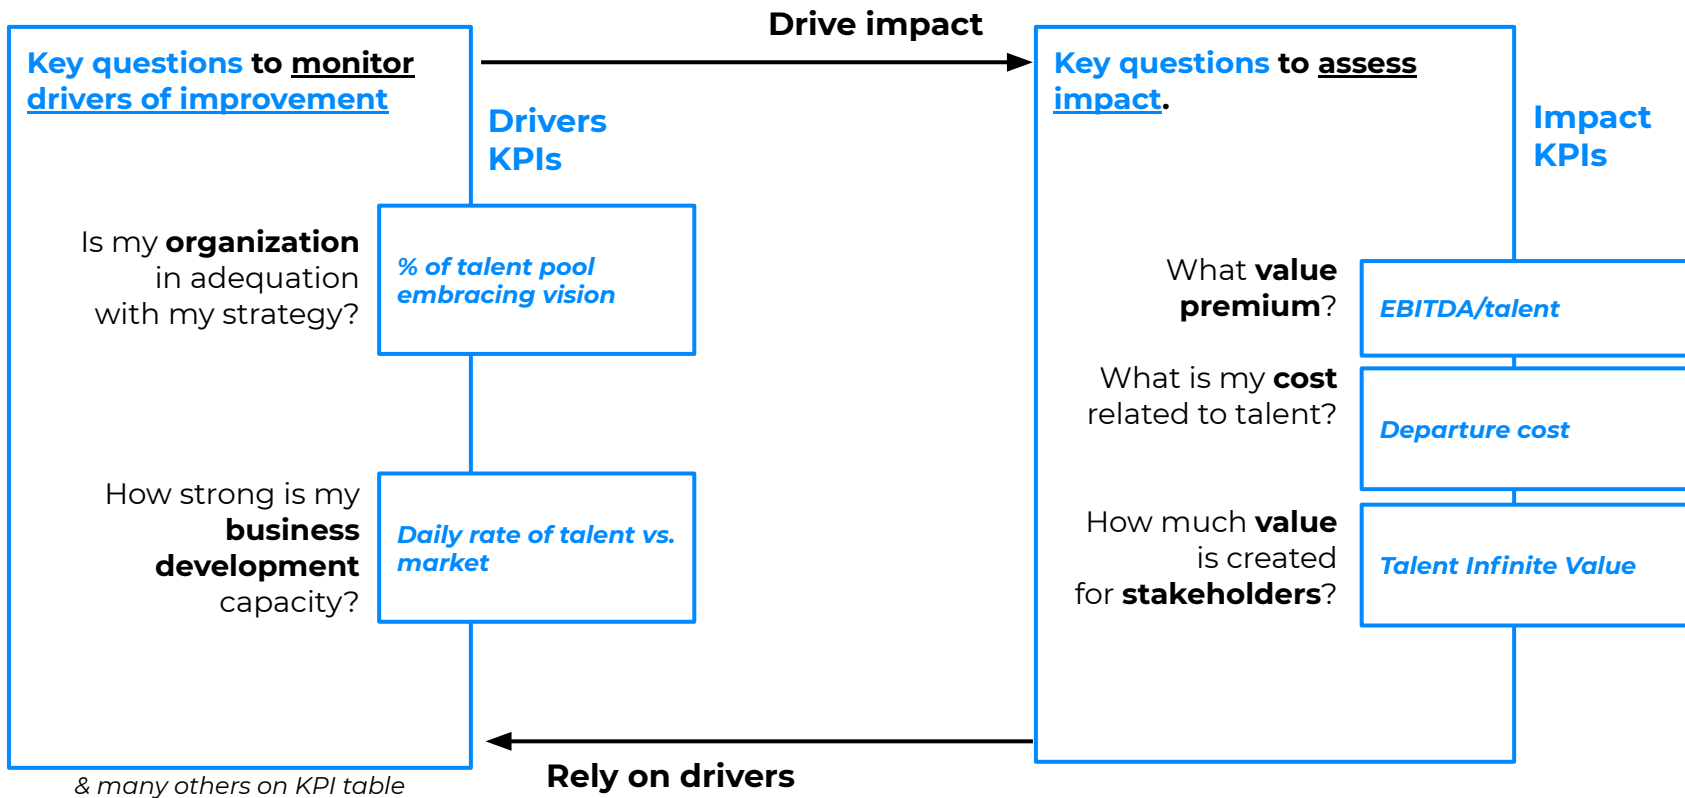 Drive impact
Key questions to monitor
drivers of improvement
Drivers
KPIs
Is my organization
in adequation
with my strategy?
% of talent pool
embracing vision
How strong is my
business
development
capacity?
Daily rate of talent vs.
market
& many others on KPI table
Key questions to assess
impact.
Impact
KPIs
What value
premium?
EBITDA/talent
What is my cost
related to talent?
Departure cost
How much value
is created
for stakeholders?
Talent Infinite Value
Rely on drivers